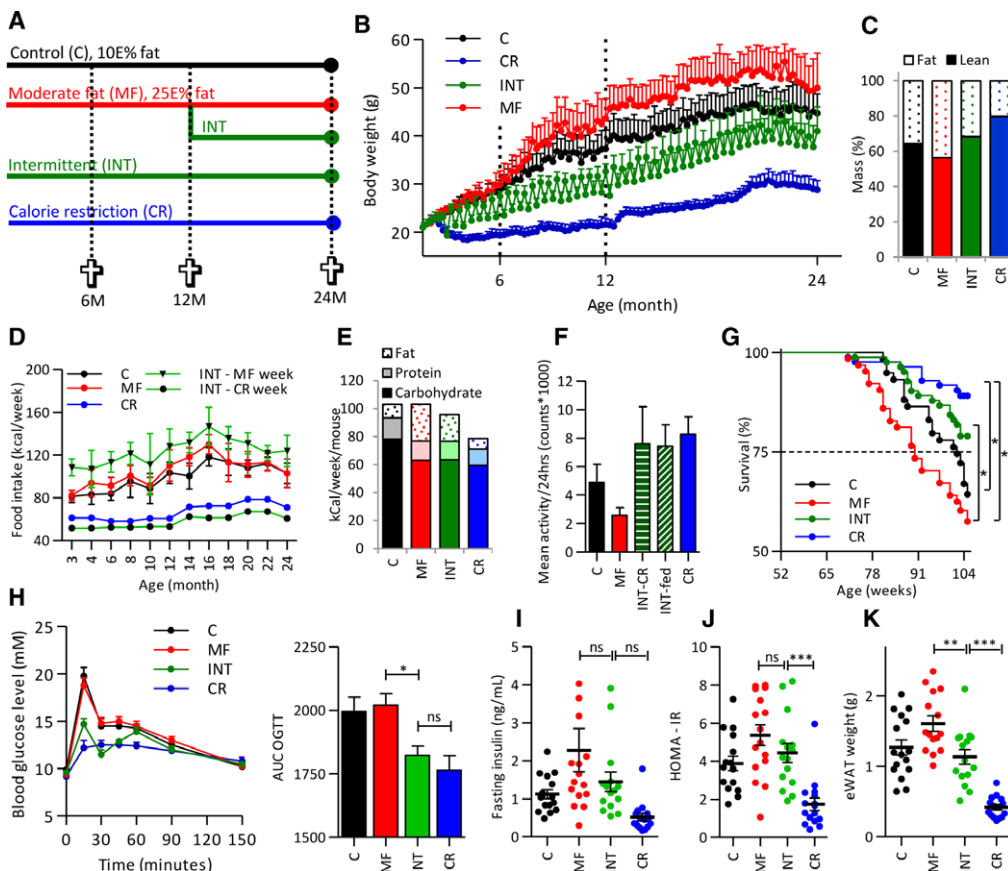 A
Control (C), 10E% fat
Moderate fat (MF), 25E% fat
INT
Intermittent (INT)
Calorie restriction (CR)
6M
12M
24M
B
Body weight (g)
60
50
40
30
20
C
CR
INT
MF
6
12
24
Age (month)
C
Fat
Lean
Mass (%)
100
80
60
40
20
0
C
MF
INT
CR
D
Food intake (kcal/week)
200
160
120
80
40
C
MF
CR
INT - MF week
INT - CR week
3
4
6
8
10
12
14
16
18
20
22
24
Age (month)
E
Fat
Protein
Carbohydrate
kCal/week/mouse
120
100
80
60
40
20
0
C
MF
INT
CR
F
Mean activity/24hrs (counts*1000)
12
10
8
6
4
2
0
C
MF
INT-CR
INT-fed
CR
G
Survival (%)
100
75
50
C
MF
INT
CR
*
*
*
52
65
78
91
104
Age (weeks)
H
Blood glucose level (mM)
25
20
15
10
5
C
MF
INT
CR
0
30
60
90
120
150
Time (minutes)
AUC OGTT
2250
2000
1750
1500
*
ns
C
MF
NT
CR
I
Fasting insulin (ng/mL)
5
4
3
2
1
0
ns
ns
C
MF
INT
CR
J
HOMA - IR
10
8
6
4
2
0
ns
***
C
MF
NT
CR
K
eWAT weight (g)
3
2
1
0
**
***
C
MF
INT
CR